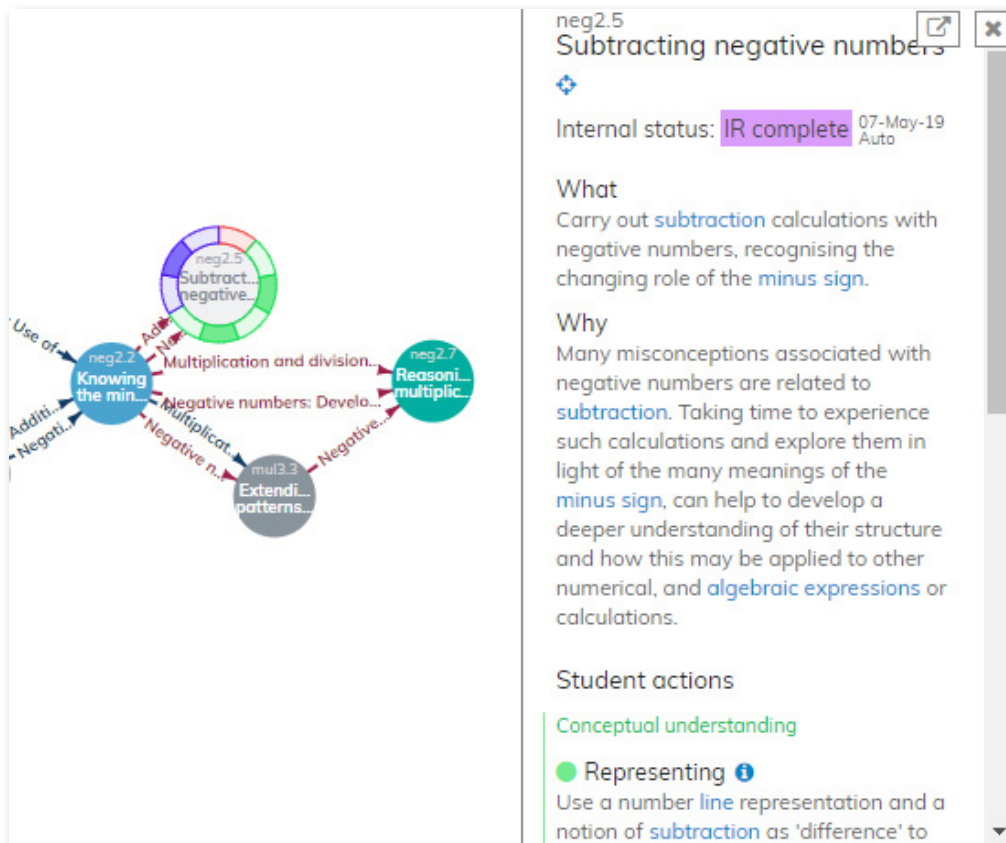 neg2.5
Subtract...
negative...
Use of
Addi...
Ne...
neg2.2
Knowing
the min...
Multiplication and division...
neg2.7
Reasoni...
multiplic...
Negative numbers: Develo...
Additi...
Negati...
Multiplicat...
Negative n...
Negative...
mul3.3
Extendi...
patterns...
neg2.5
Subtracting negative numbers
Internal status: IR complete 07-May-19
Auto
What
Carry out subtraction calculations with
negative numbers, recognising the
changing role of the minus sign.
Why
Many misconceptions associated with
negative numbers are related to
subtraction. Taking time to experience
such calculations and explore them in
light of the many meanings of the
minus sign, can help to develop a
deeper understanding of their structure
and how this may be applied to other
numerical, and algebraic expressions or
calculations.
Student actions
Conceptual understanding
Representing
Use a number line representation and a
notion of subtraction as 'difference' to